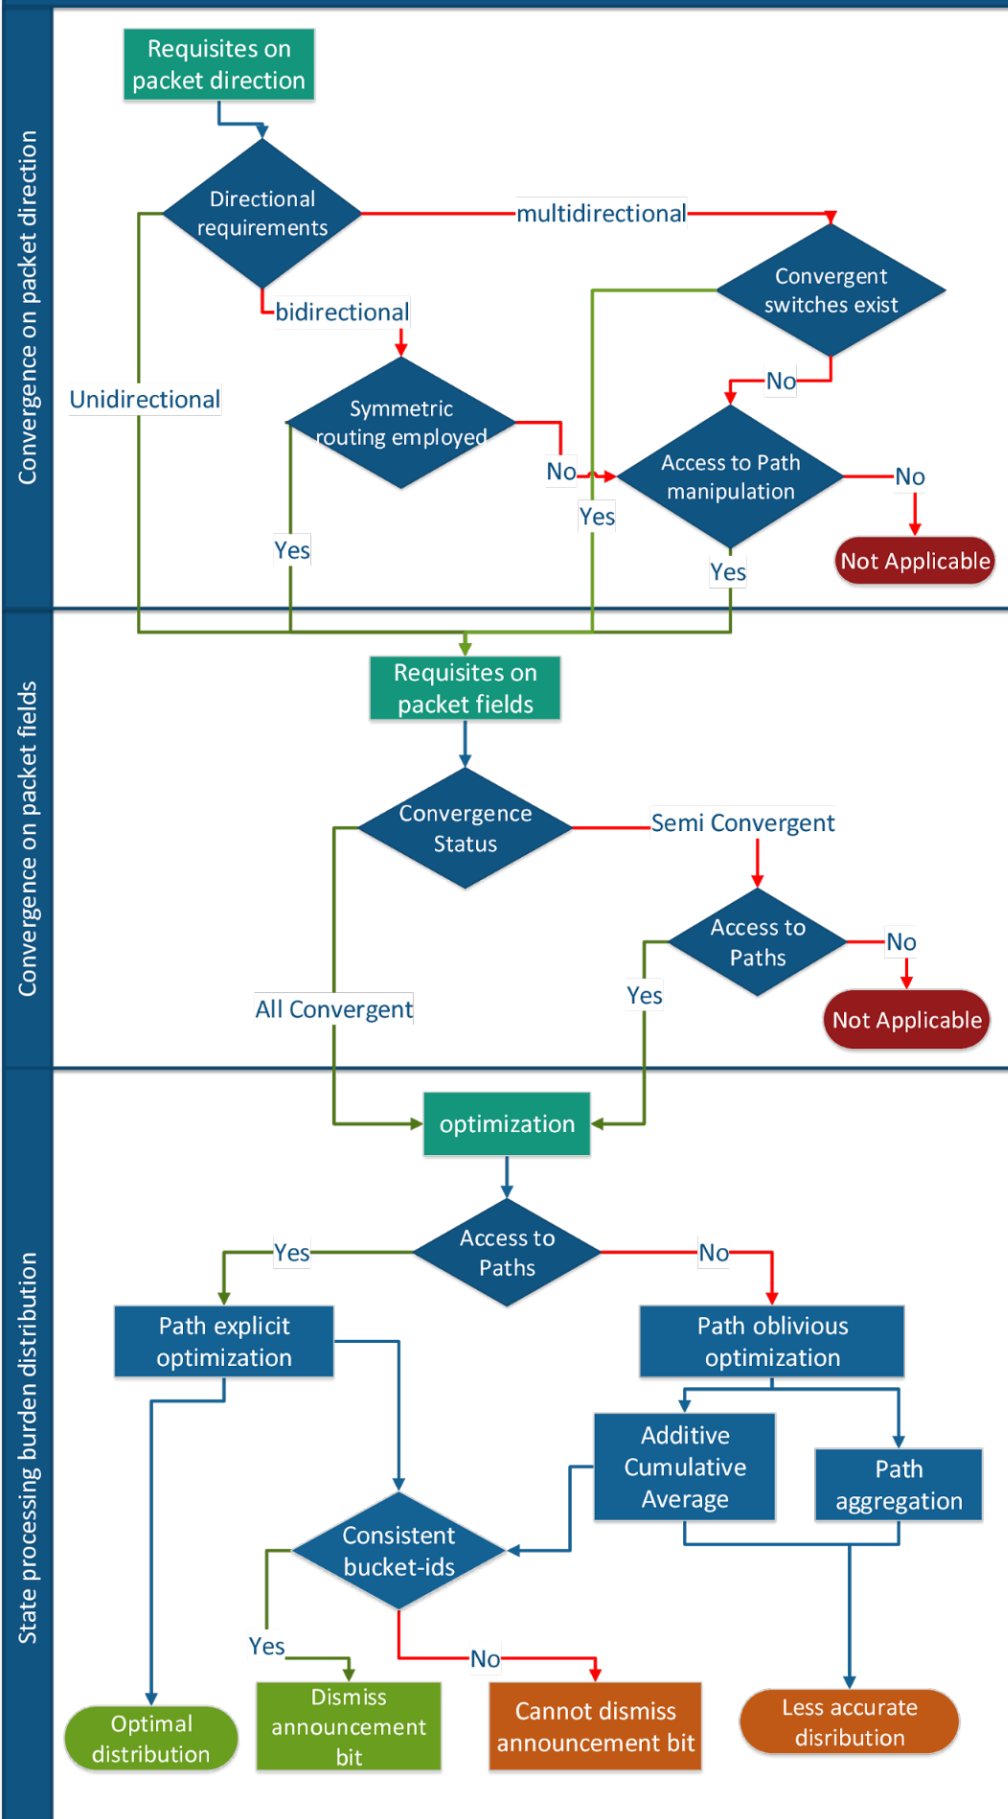 Convergence on packet direction
Requisites on
packet direction
Directional
requirements
multidirectional
Convergent
switches exist
bidirectional
No
Unidirectional
Symmetric
routing employed
No
Access to Path
manipulation
No
Yes
Yes
Yes
Not Applicable
Convergence on packet fields
Requisites on
packet fields
Convergence
Status
Semi Convergent
Access to
Paths
No
Yes
All Convergent
Not Applicable
State processing burden distribution
optimization
Access to
Paths
Yes
No
Path explicit
optimization
Path oblivious
optimization
Additive
Cumulative
Average
Path
aggregation
Consistent
bucket-ids
Yes
No
Optimal
distribution
Dismiss
announcement
bit
Cannot dismiss
announcement bit
Less accurate
disribution